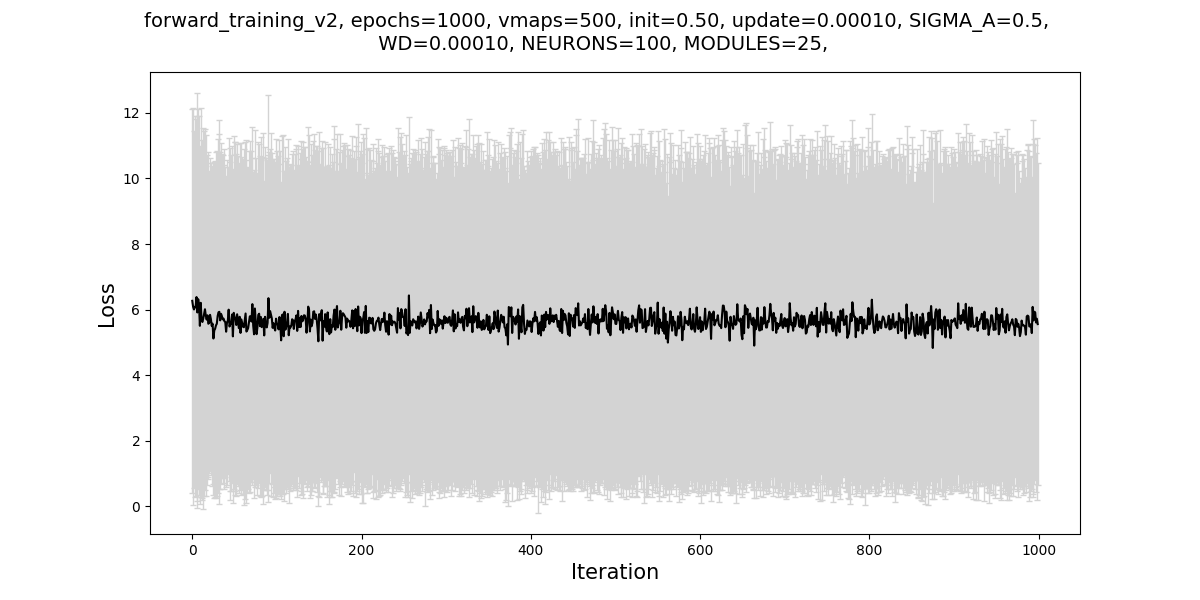 forward_training_v2, epochs=1000, vmaps=500, init=0.50, update=0.00010, SIGMA_A=0.5,
WD=0.00010, NEURONS=100, MODULES=25,
12
10
8
6
4
2
0
Loss
0 200 400 600 800 1000
Iteration